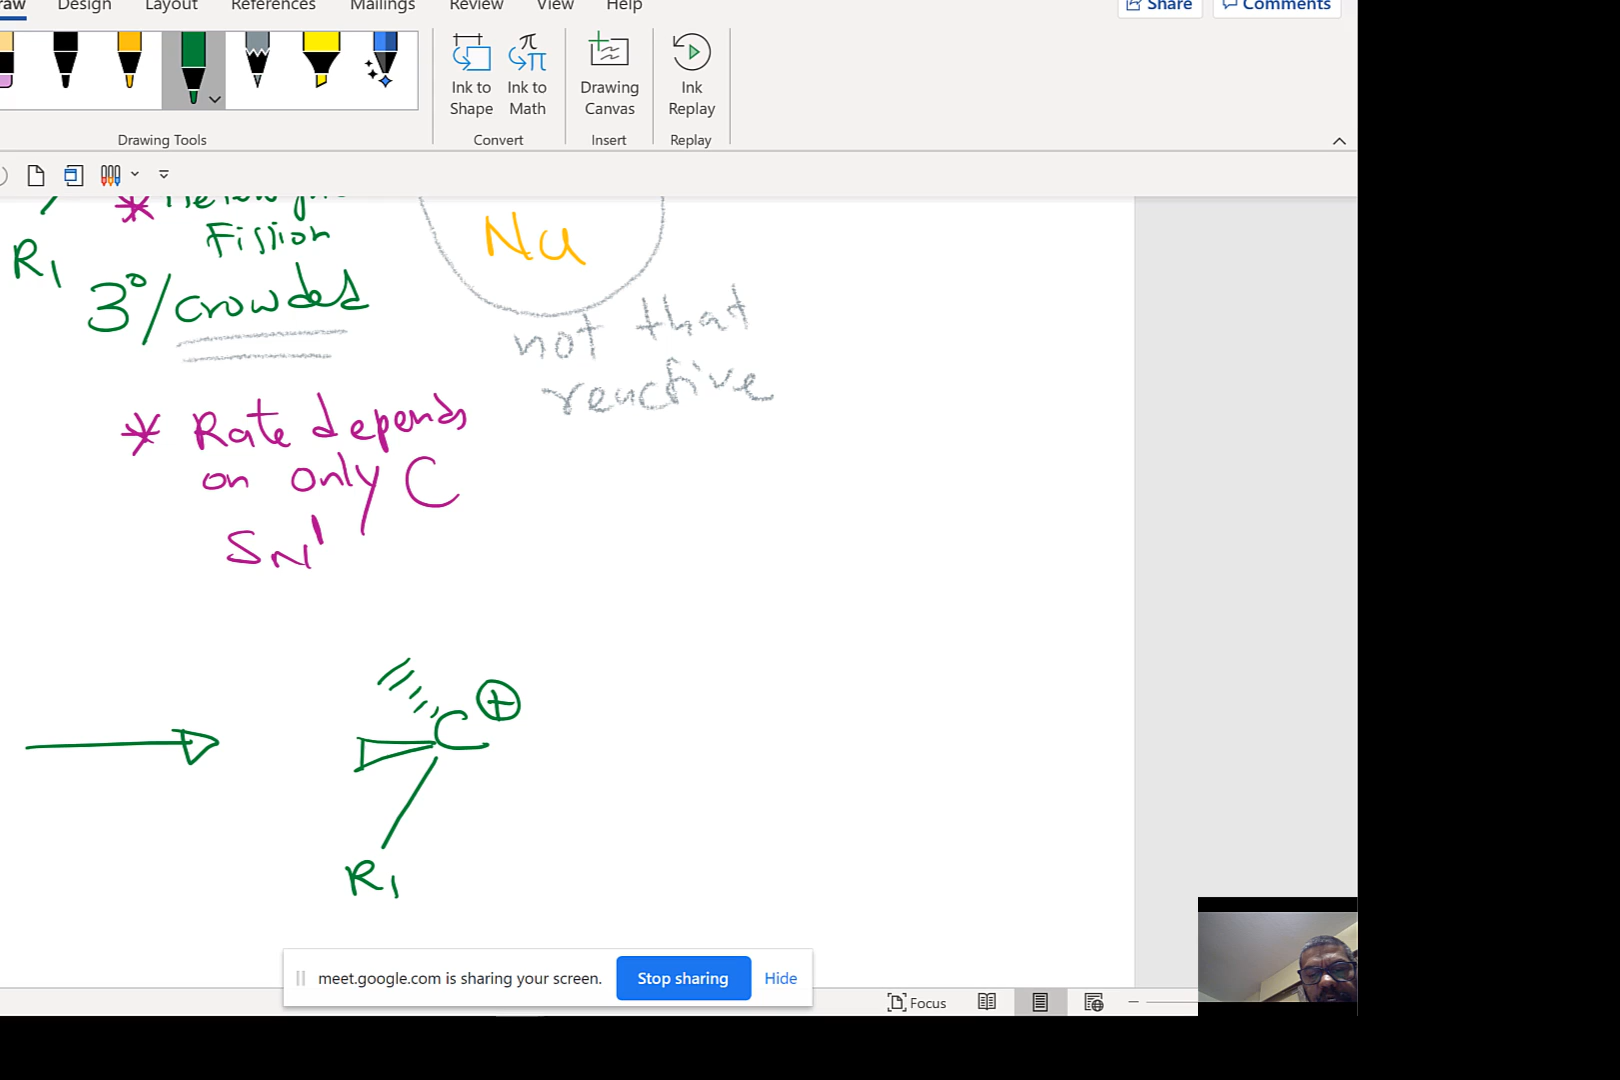 Draw Design Layout References Mailings Review View Help Share Comments
Ink to Shape
Ink to Math
Drawing Canvas
Ink Replay
Drawing Tools Convert Insert Replay
Fission
R1
Nu
3°/crowded
not that
reactive
* Rate depends
on only C
SN1
C +
R1
meet.google.com is sharing your screen. Stop sharing Hide
Focus